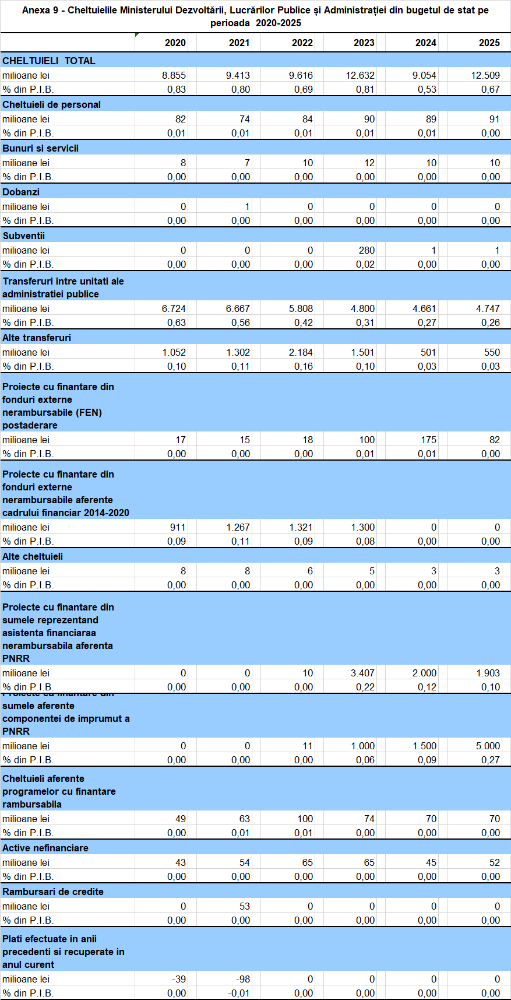 Anexa 9 - Cheltuielile Ministerului Dezvoltării, Lucrărilor Publice și Administrației din bugetul de stat pe
perioada 2020-2025
2020 2021 2022 2023 2024 2025
CHELTUIELI TOTAL
milioane lei 8.855 9.413 9.616 12.632 9.054 12.509
% din P.I.B. 0,83 0,80 0,69 0,81 0,53 0,67
Cheltuieli de personal
milioane lei 82 74 84 90 89 91
% din P.I.B. 0,01 0,01 0,01 0,01 0,01 0,00
Bunuri si servicii
milioane lei 8 7 10 12 10 10
% din P.I.B. 0,00 0,00 0,00 0,00 0,00 0,00
Dobanzi
milioane lei 0 1 0 0 0 0
% din P.I.B. 0,00 0,00 0,00 0,00 0,00 0,00
Subventii
milioane lei 0 0 0 280 1 1
% din P.I.B. 0,00 0,00 0,00 0,02 0,00 0,00
Transferuri intre unitati ale
administratiei publice
milioane lei 6.724 6.667 5.808 4.800 4.661 4.747
% din P.I.B. 0,63 0,56 0,42 0,31 0,27 0,26
Alte transferuri
milioane lei 1.052 1.302 2.184 1.501 501 550
% din P.I.B. 0,10 0,11 0,16 0,10 0,03 0,03
Proiecte cu finantare din
fonduri externe
nerambursabile (FEN)
postaderare
milioane lei 17 15 18 100 175 82
% din P.I.B. 0,00 0,00 0,00 0,01 0,01 0,00
Proiecte cu finantare din
fonduri externe
nerambursabile aferente
cadrului financiar 2014-2020
milioane lei 911 1.267 1.321 1.300 0 0
% din P.I.B. 0,09 0,11 0,09 0,08 0,00 0,00
Alte cheltuieli
milioane lei 8 8 6 5 3 3
% din P.I.B. 0,00 0,00 0,00 0,00 0,00 0,00
Proiecte cu finantare din
sumele reprezentand
asistenta financiaraa
nerambursabila aferenta
PNRR
milioane lei 0 0 10 3.407 2.000 1.903
% din P.I.B. 0,00 0,00 0,00 0,22 0,12 0,10
Proiecte cu finantare din
sumele aferente
componentei de imprumut a
PNRR
milioane lei 0 0 11 1.000 1.500 5.000
% din P.I.B. 0,00 0,00 0,00 0,06 0,09 0,27
Cheltuieli aferente
programelor cu finantare
rambursabila
milioane lei 49 63 100 74 70 70
% din P.I.B. 0,00 0,01 0,01 0,00 0,00 0,00
Active nefinanciare
milioane lei 43 54 65 65 45 52
% din P.I.B. 0,00 0,00 0,00 0,00 0,00 0,00
Rambursari de credite
milioane lei 0 53 0 0 0 0
% din P.I.B. 0,00 0,00 0,00 0,00 0,00 0,00
Plati efectuate in anii
precedenti si recuperate in
anul curent
milioane lei -39 -98 0 0 0 0
% din P.I.B. 0,00 -0,01 0,00 0,00 0,00 0,00